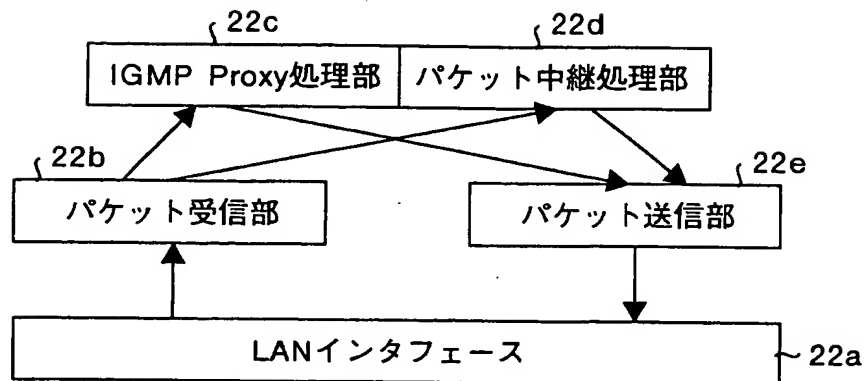 22c
22d
IGMP Proxy処理部
パケット中継処理部
22b
22e
パケット受信部
パケット送信部
LANインタフェース
22a